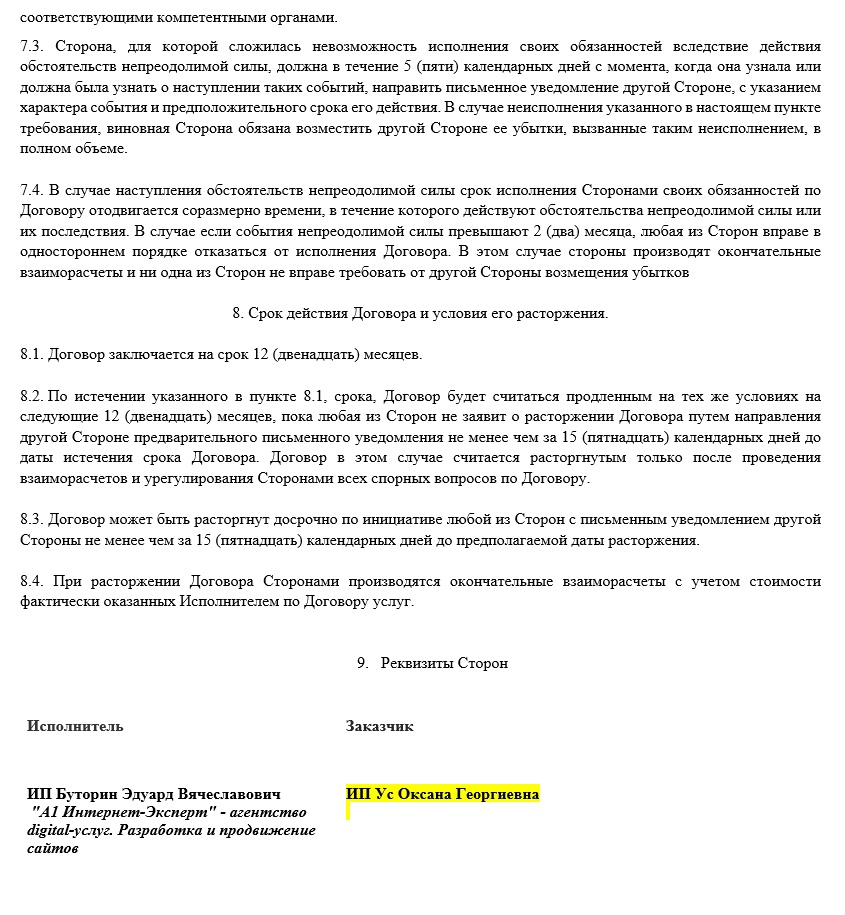 соответствующими компетентными органами.
7.3. Сторона, для которой сложилась невозможность исполнения своих обязанностей вследствие действия
обстоятельств непреодолимой силы, должна в течение 5 (пяти) календарных дней с момента, когда она узнала или
должна была узнать о наступлении таких событий, направить письменное уведомление другой Стороне, с указанием
характера события и предположительного срока его действия. В случае неисполнения указанного в настоящем пункте
требования, виновная Сторона обязана возместить другой Стороне ее убытки, вызванные таким неисполнением, в
полном объеме.
7.4. В случае наступления обстоятельств непреодолимой силы срок исполнения Сторонами своих обязанностей по
Договору отодвигается соразмерно времени, в течение которого действуют обстоятельства непреодолимой силы или
их последствия. В случае если события непреодолимой силы превышают 2 (два) месяца, любая из Сторон вправе в
одностороннем порядке отказаться от исполнения Договора. В этом случае стороны производят окончательные
взаиморасчеты и ни одна из Сторон не вправе требовать от другой Стороны возмещения убытков
8. Срок действия Договора и условия его расторжения.
8.1. Договор заключается на срок 12 (двенадцать) месяцев.
8.2. По истечении указанного в пункте 8.1, срока, Договор будет считаться продленным на тех же условиях на
следующие 12 (двенадцать) месяцев, пока любая из Сторон не заявит о расторжении Договора путем направления
другой Стороне предварительного письменного уведомления не менее чем за 15 (пятнадцать) календарных дней до
даты истечения срока Договора. Договор в этом случае считается расторгнутым только после проведения
взаиморасчетов и урегулирования Сторонами всех спорных вопросов по Договору.
8.3. Договор может быть расторгнут досрочно по инициативе любой из Сторон с письменным уведомлением другой
Стороны не менее чем за 15 (пятнадцать) календарных дней до предполагаемой даты расторжения.
8.4. При расторжении Договора Сторонами производятся окончательные взаиморасчеты с учетом стоимости
фактически оказанных Исполнителем по Договору услуг.
9. Реквизиты Сторон
Исполнитель Заказчик
ИП Буторин Эдуард Вячеславович ИП Ус Оксана Георгиевна
"А1 Интернет-Эксперт" - агентство
digital-услуг. Разработка и продвижение
сайтов